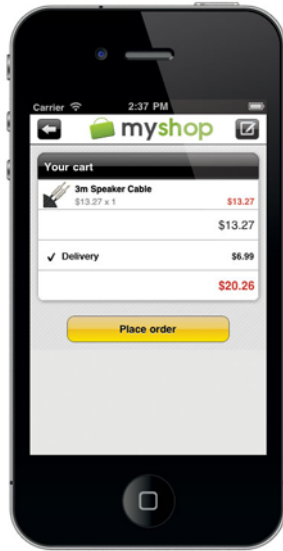 Carrier 2:37 PM
myshop
Your cart
3m Speaker Cable
$13.27 x 1 $13.27
$13.27
✓ Delivery $6.99
$20.26
Place order